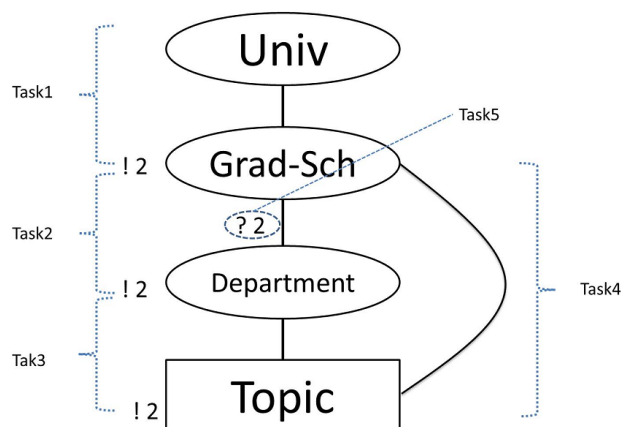 Univ
Task1
Task5
! 2
Grad-Sch
? 2
Task2
! 2
Department
Task4
Tak3
! 2
Topic